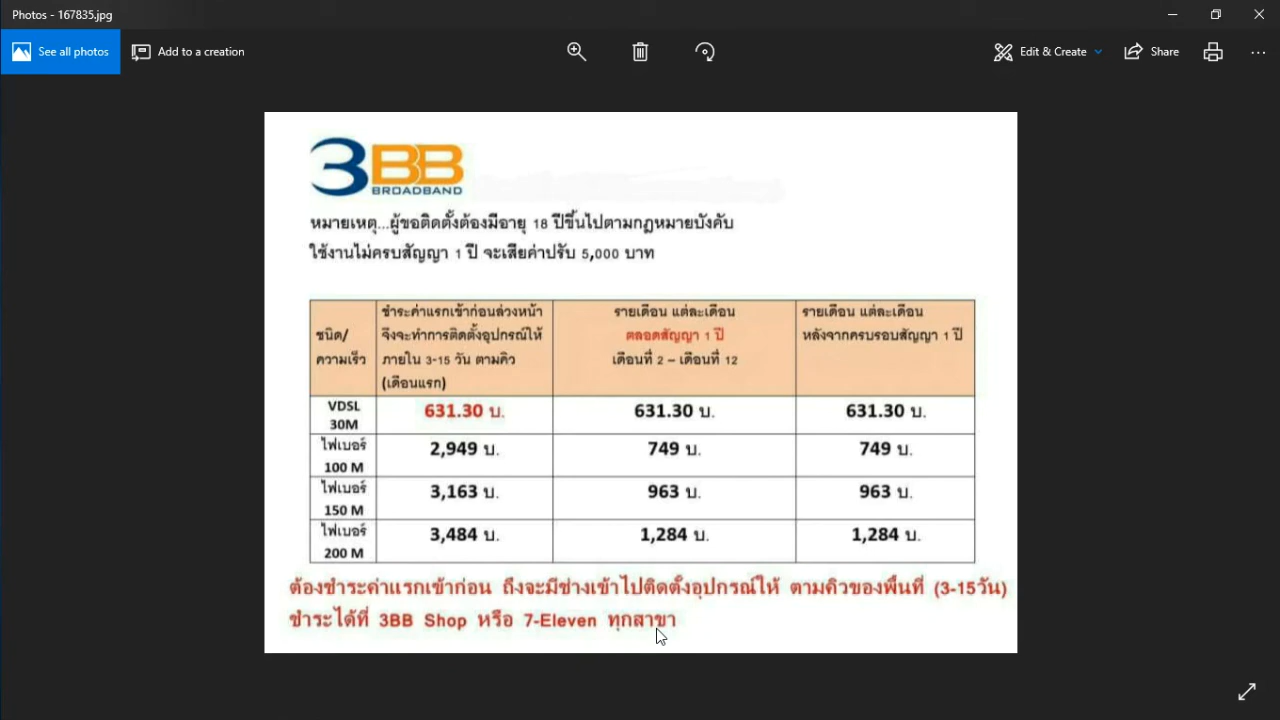 Photos - 167835.jpg
See all photos
Add to a creation
Edit & Create
Share
3BB
BROADBAND
หมายเหตุ...ผู้ขอติดตั้งต้องมีอายุ 18 ปีขึ้นไปตามกฎหมายบังคับ
ใช้งานไม่ครบสัญญา 1 ปี จะเสียค่าปรับ 5,000 บาท
ชนิด/
ความเร็ว
ชำระค่าแรกเข้าก่อนล่วงหน้า
จึงจะทำการติดตั้งอุปกรณ์ให้
ภายใน 3-15 วัน ตามคิว
(เดือนแรก)
รายเดือน แต่ละเดือน
ตลอดสัญญา 1 ปี
เดือนที่ 2 – เดือนที่ 12
รายเดือน แต่ละเดือน
หลังจากครบรอบสัญญา 1 ปี
VDSL
30M
631.30 บ.
631.30 บ.
631.30 บ.
ไฟเบอร์
100 M
2,949 บ.
749 บ.
749 บ.
ไฟเบอร์
150 M
3,163 บ.
963 บ.
963 บ.
ไฟเบอร์
200 M
3,484 บ.
1,284 บ.
1,284 บ.
ต้องชำระค่าแรกเข้าก่อน ถึงจะมีช่างเข้าไปติดตั้งอุปกรณ์ให้ ตามคิวของพื้นที่ (3-15วัน)
ชำระได้ที่ 3BB Shop หรือ 7-Eleven ทุกสาขา